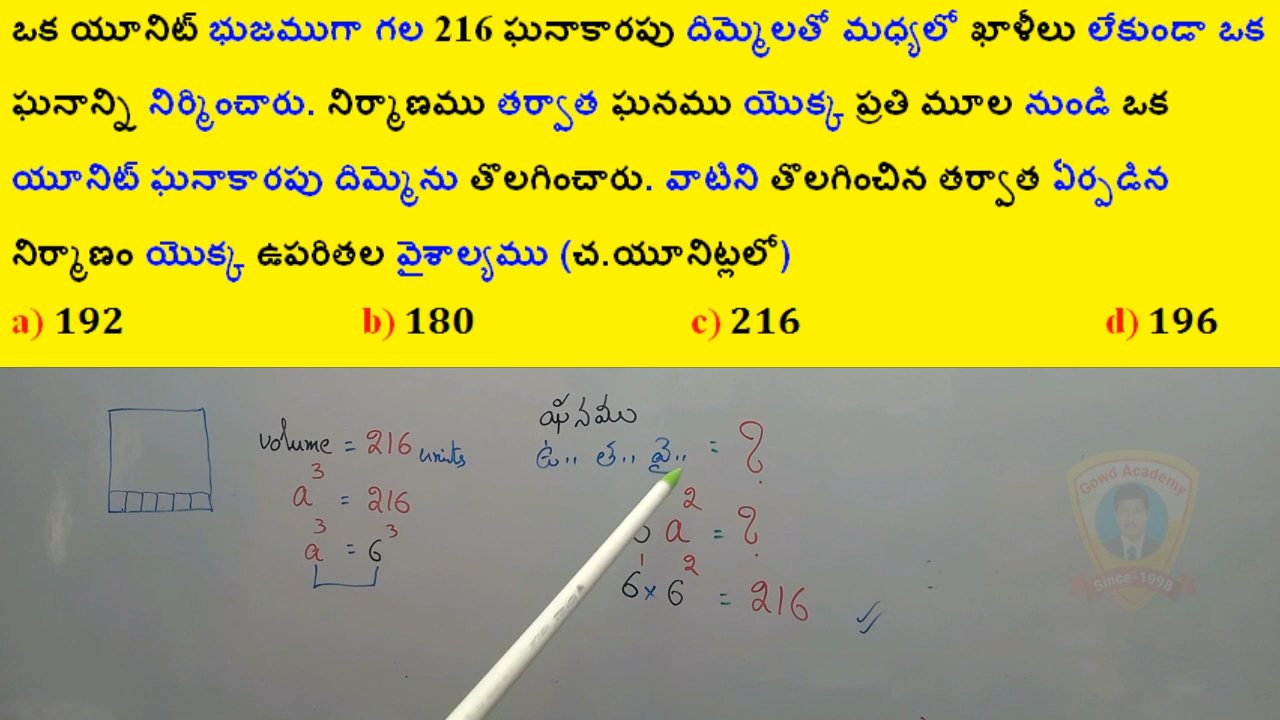 ఒక యూనిట్ భుజముగా గల 216 ఘనాకారపు దిమ్మెలతో మధ్యలో ఖాళీలు లేకుండా ఒక
ఘనాన్ని నిర్మించారు. నిర్మాణము తర్వాత ఘనము యొక్క ప్రతి మూల నుండి ఒక
యూనిట్ ఘనాకారపు దిమ్మెను తొలగించారు. వాటిని తొలగించిన తర్వాత ఏర్పడిన
నిర్మాణం యొక్క ఉపరితల వైశాల్యము (చ.యూనిట్లలో)
a) 192 b) 180 c) 216 d) 196
ఘనము
volume = 216 units
ఉ.. త.. వై.. = ?
a³ = 216
a² = ?
a³ = 6³
6 × 6² = 216
Gowd Academy
Since-1998